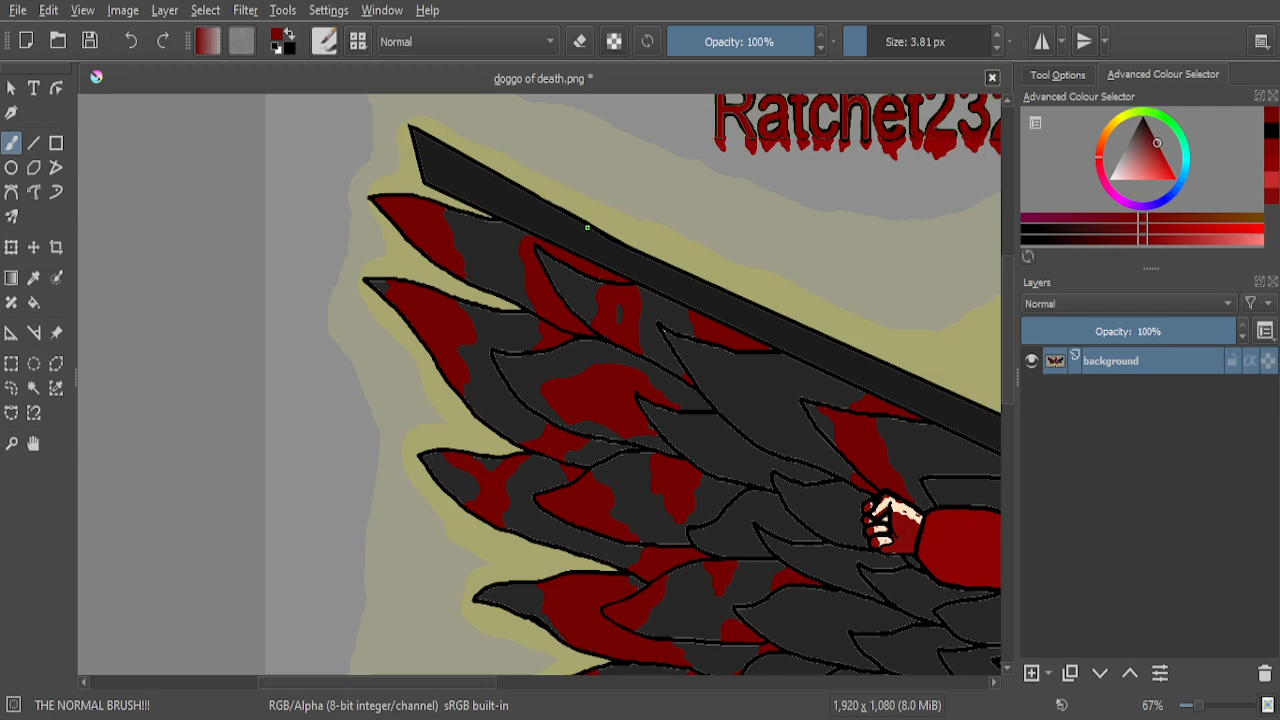 File Edit View Image Layer Select Filter Tools Settings Window Help
Normal Opacity: 100% Size: 3.81 px
doggo of death.png *
Tool Options Advanced Colour Selector
Advanced Colour Selector
Ratchet232
Layers
Normal
Opacity: 100%
background
THE NORMAL BRUSH!!! RGB/Alpha (8-bit integer/channel) sRGB built-in 1,920 x 1,080 (8.0 MiB) 67%